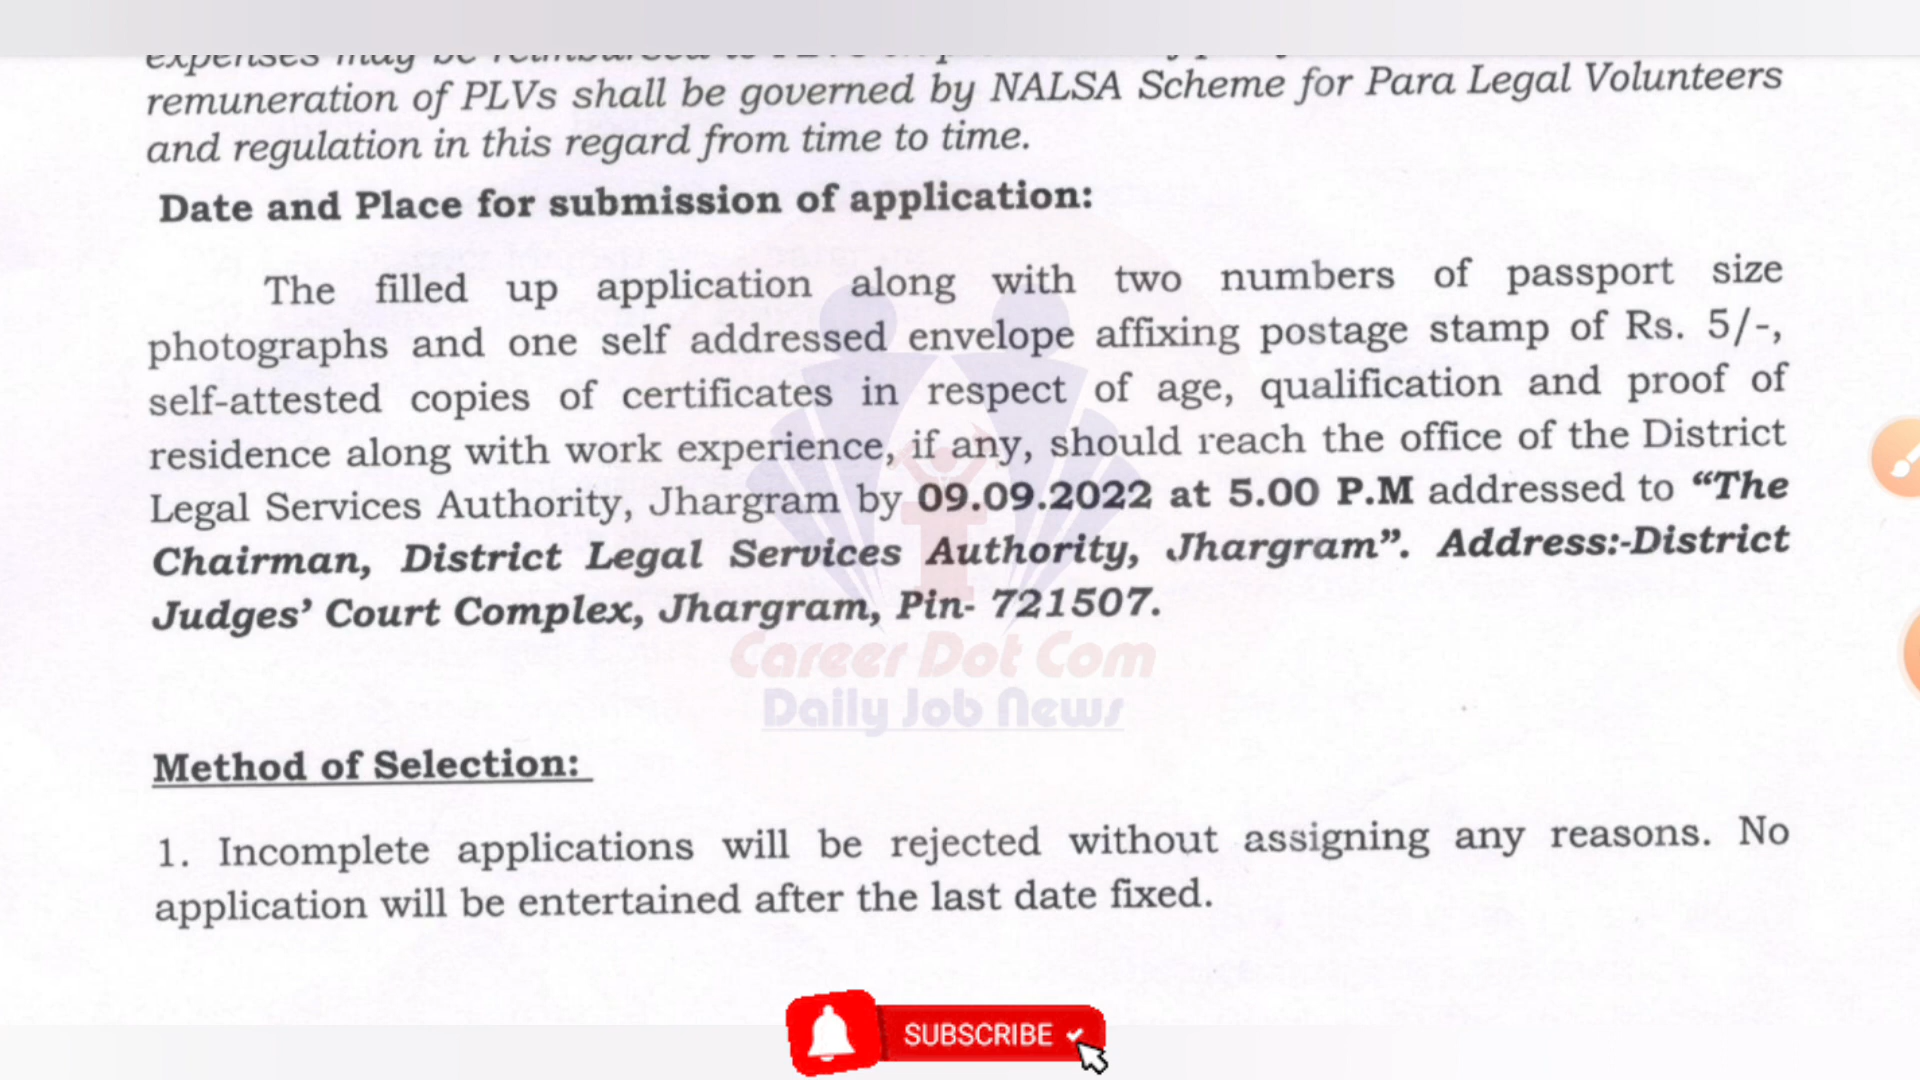 expenses may be reimbursed to
remuneration of PLVs shall be governed by NALSA Scheme for Para Legal Volunteers
and regulation in this regard from time to time.
Date and Place for submission of application:
The filled up application along with two numbers of passport size
photographs and one self addressed envelope affixing postage stamp of Rs. 5/-,
self-attested copies of certificates in respect of age, qualification and proof of
residence along with work experience, if any, should reach the office of the District
Legal Services Authority, Jhargram by 09.09.2022 at 5.00 P.M addressed to “The
Chairman, District Legal Services Authority, Jhargram”. Address:-District
Judges’ Court Complex, Jhargram, Pin- 721507.
Career Dot Com
Daily Job News
Method of Selection:
1. Incomplete applications will be rejected without assigning any reasons. No
application will be entertained after the last date fixed.
SUBSCRIBE